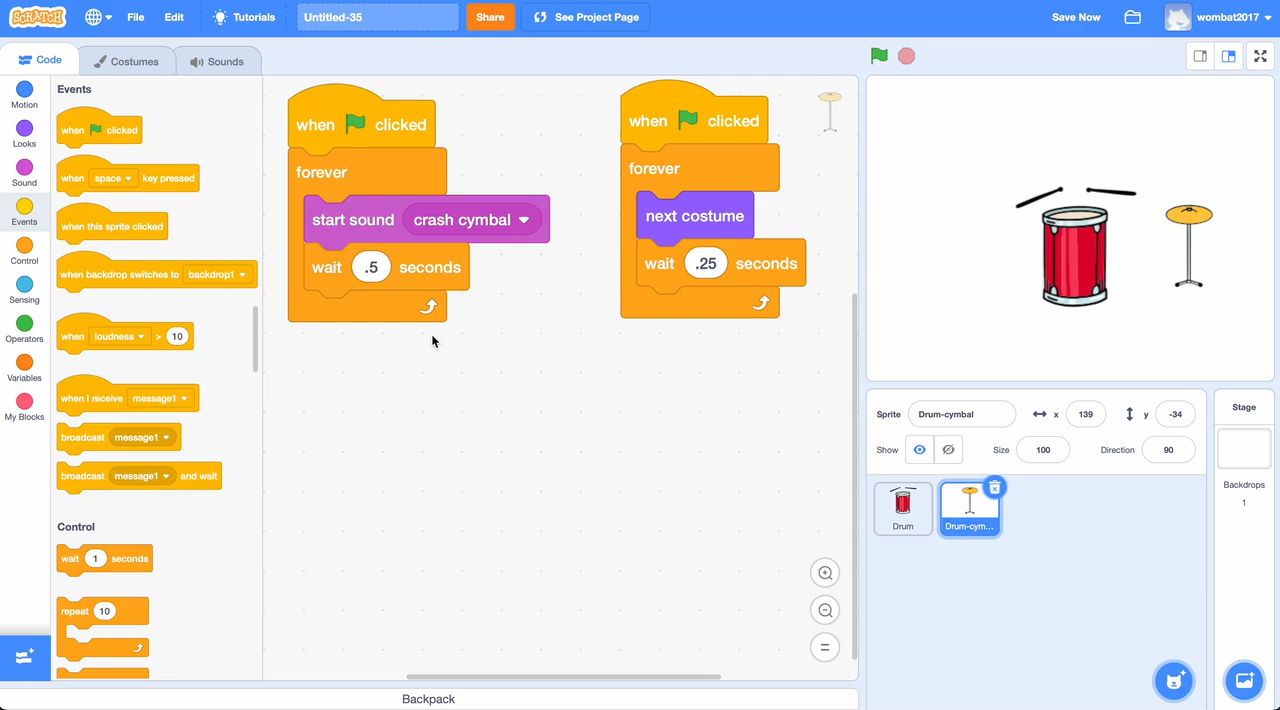 SCRATCH File Edit Tutorials Untitled-35 Share See Project Page Save Now wombat2017
Code Costumes Sounds
Motion
Looks
Sound
Events
Control
Sensing
Operators
Variables
My Blocks
Events
when clicked
when space key pressed
when this sprite clicked
when backdrop switches to backdrop1
when loudness > 10
when I receive message1
broadcast message1
broadcast message1 and wait
Control
wait 1 seconds
repeat 10
when clicked
forever
start sound crash cymbal
wait .5 seconds
when clicked
forever
next costume
wait .25 seconds
Backpack
Sprite Drum-cymbal x 139 y -34
Show Size 100 Direction 90
Drum
Drum-cym...
Stage
Backdrops
1